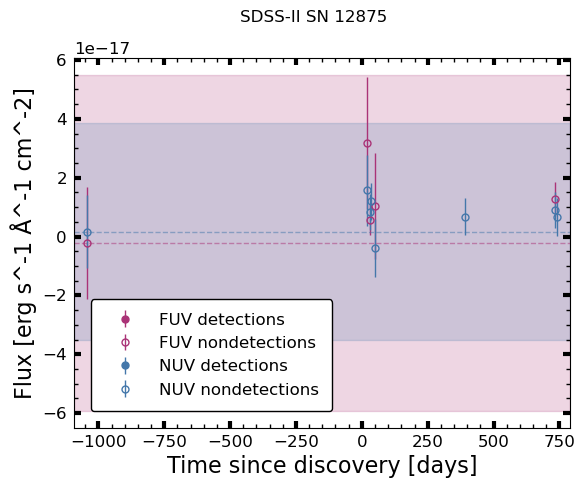 SDSS-II SN 12875
1e−17
6
4
2
0
−2
−4
−6
Flux [erg s^-1 Å^-1 cm^-2]
FUV detections
FUV nondetections
NUV detections
NUV nondetections
−1000 −750 −500 −250 0 250 500 750
Time since discovery [days]